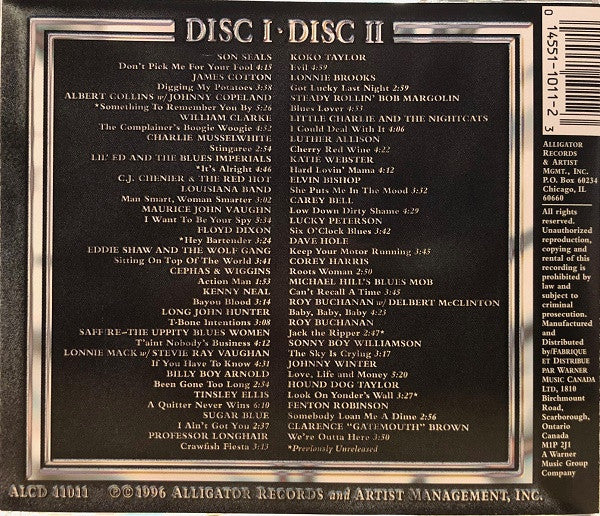 DISC I · DISC II
SON SEALS
Don't Pick Me For Your Fool 4:15
JAMES COTTON
Digging My Potatoes 3:38
ALBERT COLLINS w/ JOHNNY COPELAND
*Something To Remember You By 5:26
WILLIAM CLARKE
The Complainer's Boogie Woogie 4:52
CHARLIE MUSSELWHITE
Stingaree 2:54
LIL' ED AND THE BLUES IMPERIALS
*It's Alright 4:46
C.J. CHENIER & THE RED HOT
LOUISIANA BAND
Man Smart, Woman Smarter 3:02
MAURICE JOHN VAUGHN
I Want To Be Your Spy 5:34
FLOYD DIXON
*Hey Bartender 3:24
EDDIE SHAW AND THE WOLF GANG
Sitting On Top Of The World 3:41
CEPHAS & WIGGINS
Action Man 1:53
KENNY NEAL
Bayou Blood 3:14
LONG JOHN HUNTER
T-Bone Intentions 3:08
SAFFIRE-THE UPPITY BLUES WOMEN
T'aint Nobody's Business 4:12
LONNIE MACK w/ STEVIE RAY VAUGHAN
If You Have To Know 4:31
BILLY BOY ARNOLD
Been Gone Too Long 2:54
TINSLEY ELLIS
A Quitter Never Wins 6:10
SUGAR BLUE
I Ain't Got You 2:37
PROFESSOR LONGHAIR
Crawfish Fiesta 3:13
KOKO TAYLOR
Evil 4:59
LONNIE BROOKS
Got Lucky Last Night 2:59
STEADY ROLLIN' BOB MARGOLIN
Blues Lover 4:53
LITTLE CHARLIE AND THE NIGHTCATS
I Could Deal With It 4:06
LUTHER ALLISON
Cherry Red Wine 4:22
KATIE WEBSTER
Hard Lovin' Mama 4:12
ELVIN BISHOP
She Puts Me In The Mood 3:32
CAREY BELL
Low Down Dirty Shame 4:29
LUCKY PETERSON
Six O'Clock Blues 3:42
DAVE HOLE
Keep Your Motor Running 3:45
COREY HARRIS
Roots Woman 2:50
MICHAEL HILL'S BLUES MOB
Can't Recall A Time 3:45
ROY BUCHANAN w/ DELBERT McCLINTON
Baby, Baby, Baby 4:23
ROY BUCHANAN
Jack the Ripper 2:47*
SONNY BOY WILLIAMSON
The Sky Is Crying 3:17
JOHNNY WINTER
Love, Life and Money 3:20
HOUND DOG TAYLOR
Look On Yonder's Wall 3:27*
FENTON ROBINSON
Somebody Loan Me A Dime 2:56
CLARENCE "GATEMOUTH" BROWN
We're Outta Here 3:50
*Previously Unreleased
ALCD 11011 ℗©1996 ALLIGATOR RECORDS and ARTIST MANAGEMENT, INC.
0 14551-1011-2 3
ALLIGATOR
RECORDS
& ARTIST
MGMT., INC.
P.O. Box 60234
Chicago, IL
60660
All rights
reserved.
Unauthorized
reproduction,
copying and
rental of this
recording is
prohibited by
law and
subject to
criminal
prosecution.
Manufactured
and
Distributed
by/FABRIQUE
ET DISTRIBUE
PAR WARNER
MUSIC CANADA
LTD, 1810
Birchmount
Road,
Scarborough,
Ontario
Canada
M1P 2J1
A Warner
Music Group
Company